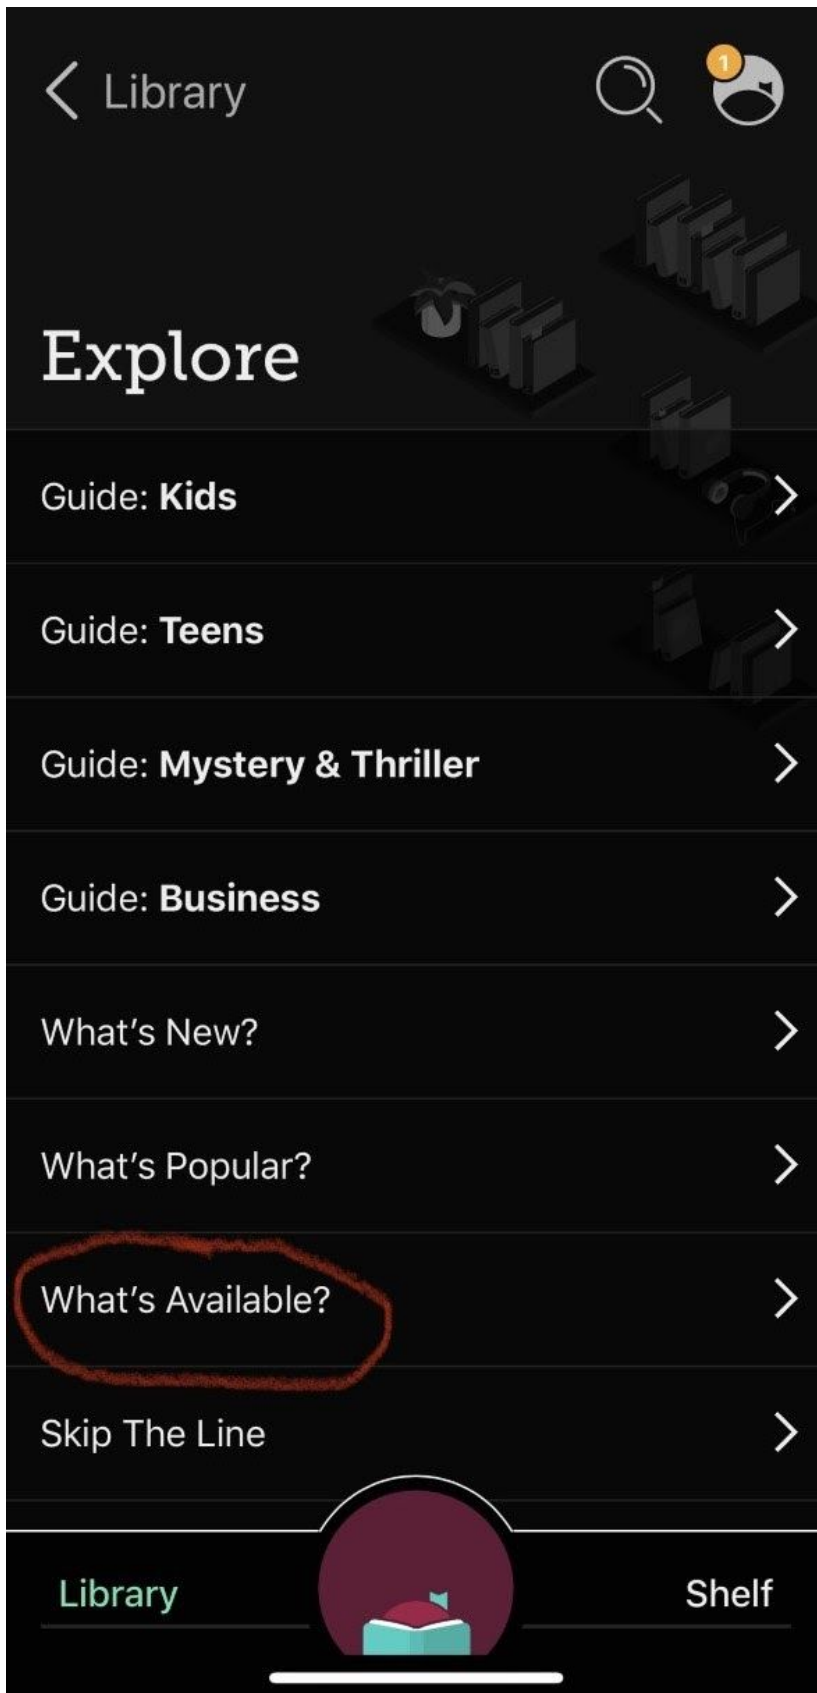 Library
1
Explore
Guide: Kids
Guide: Teens
Guide: Mystery & Thriller
Guide: Business
What’s New?
What’s Popular?
What’s Available?
Skip The Line
Library
Shelf